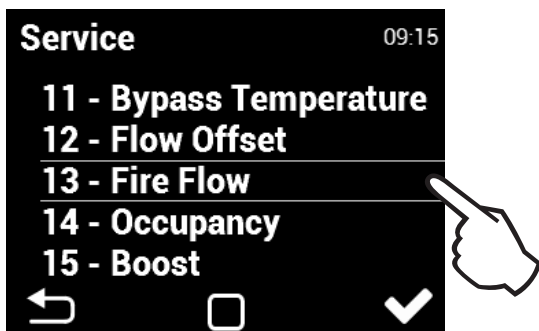 Service 09:15
11 - Bypass Temperature
12 - Flow Offset
13 - Fire Flow
14 - Occupancy
15 - Boost